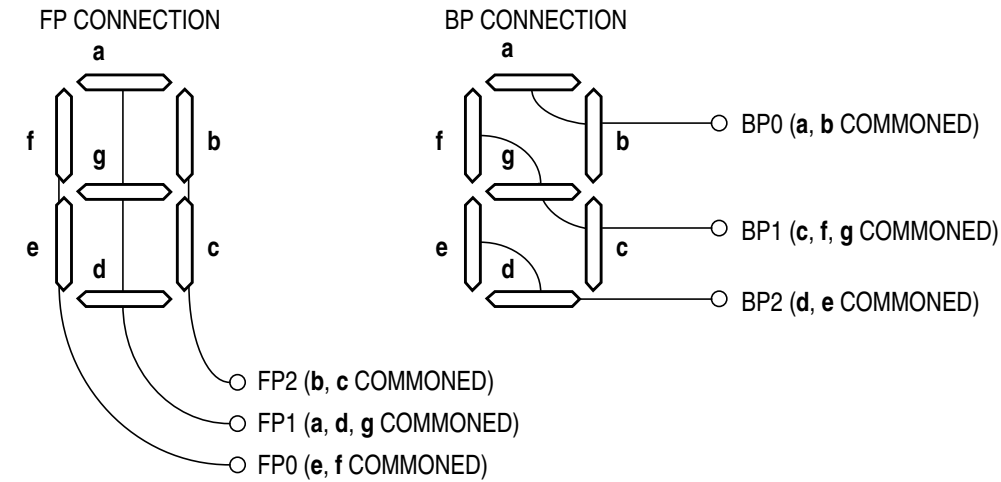 FP CONNECTION
a
f
b
g
e
c
d
FP2 (b, c COMMONED)
FP1 (a, d, g COMMONED)
FP0 (e, f COMMONED)
BP CONNECTION
a
f
b
g
e
c
d
BP0 (a, b COMMONED)
BP1 (c, f, g COMMONED)
BP2 (d, e COMMONED)